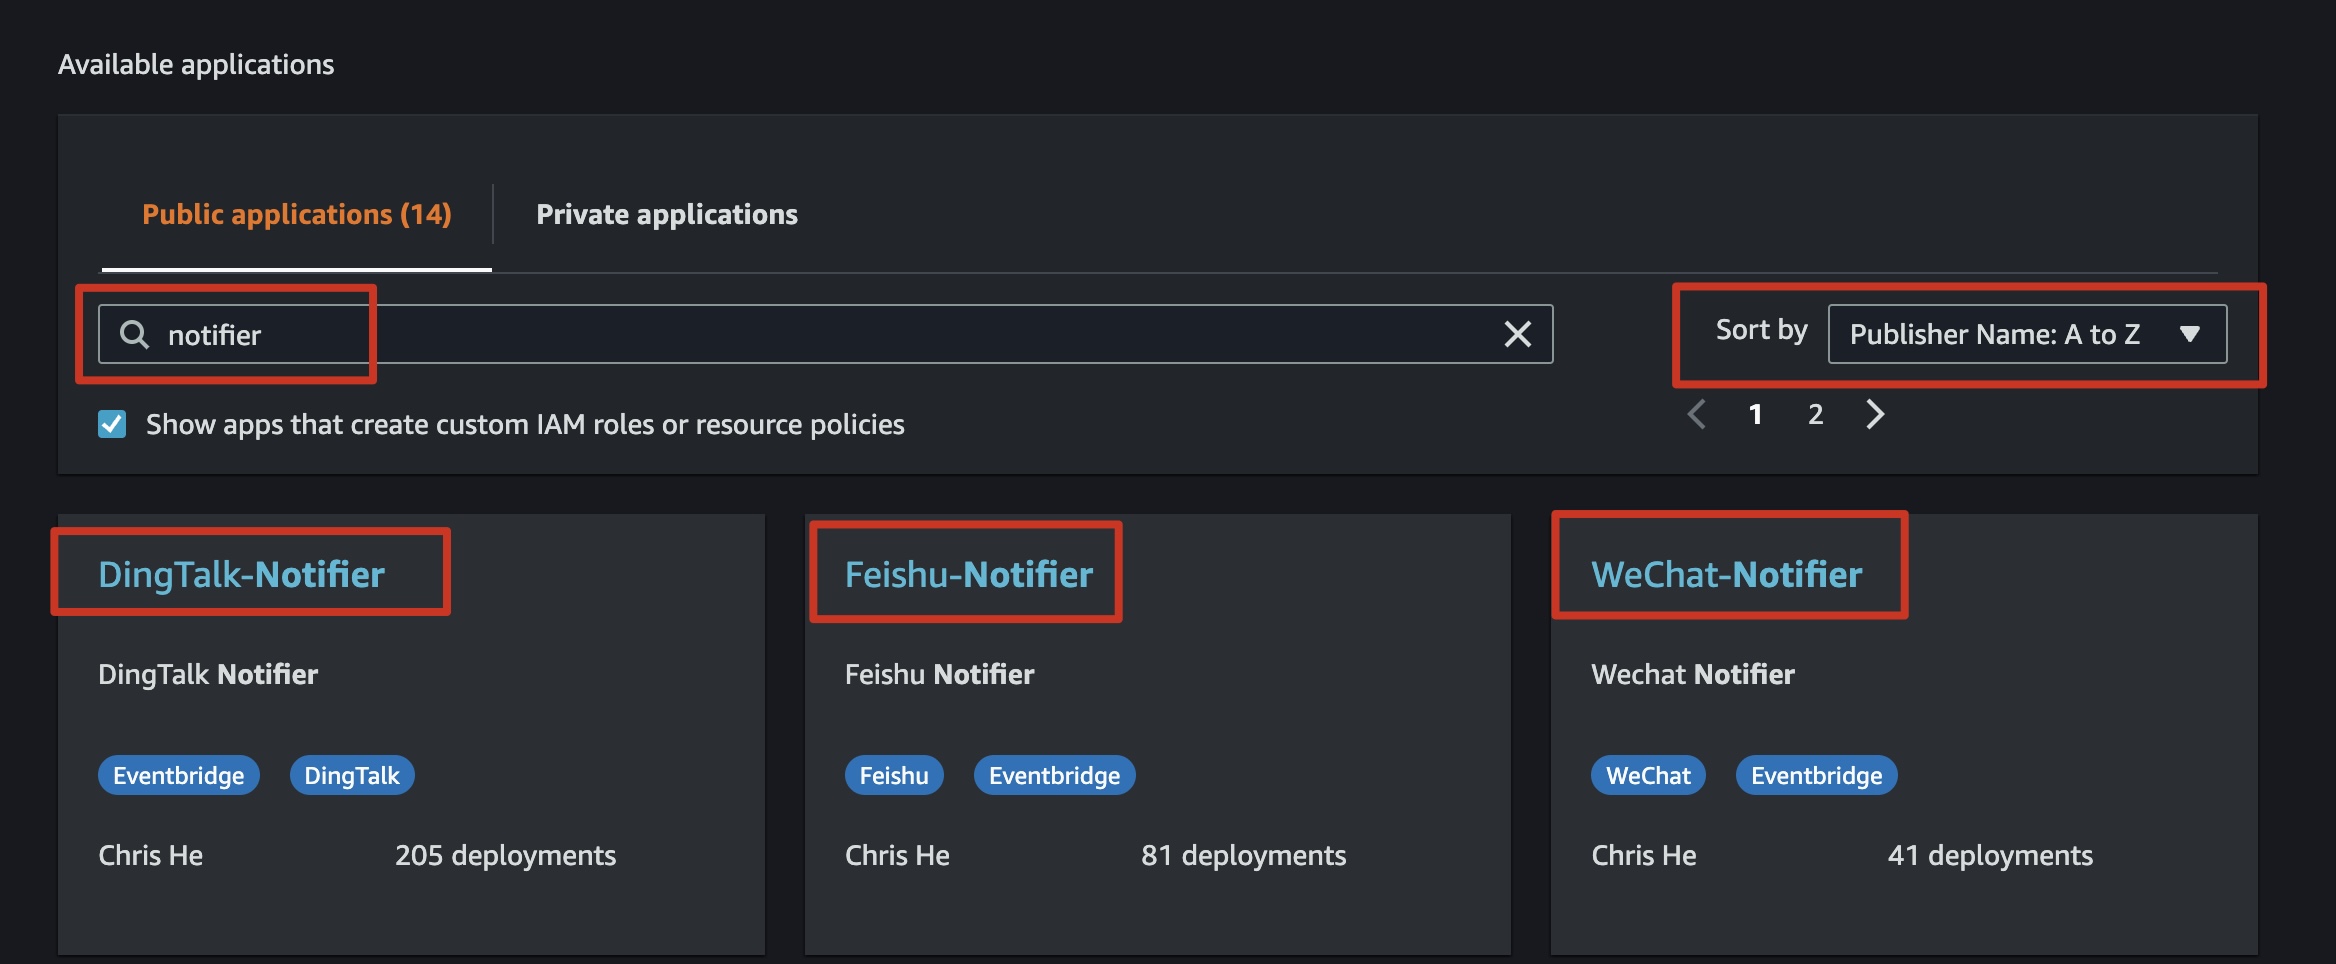 Available applications
Public applications (14)
Private applications
notifier
Sort by
Publisher Name: A to Z
Show apps that create custom IAM roles or resource policies
1 2
DingTalk-Notifier
DingTalk Notifier
Eventbridge DingTalk
Chris He 205 deployments
Feishu-Notifier
Feishu Notifier
Feishu Eventbridge
Chris He 81 deployments
WeChat-Notifier
Wechat Notifier
WeChat Eventbridge
Chris He 41 deployments